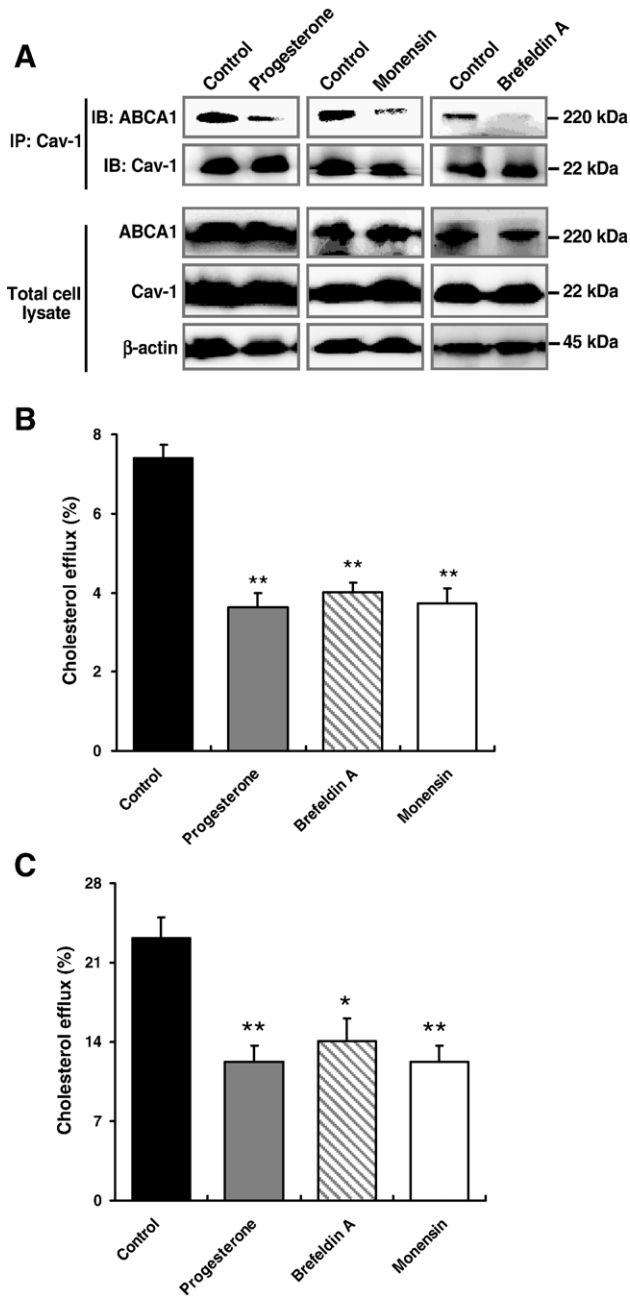 A
Control Progesterone Control Monensin Control Brefeldin A
IP: Cav-1
IB: ABCA1
220 kDa
IB: Cav-1
22 kDa
Total cell
lysate
ABCA1
220 kDa
Cav-1
22 kDa
β-actin
45 kDa
B
Cholesterol efflux (%)
8
6
4
2
0
**
**
**
Control
Progesterone
Brefeldin A
Monensin
C
Cholesterol efflux (%)
28
21
14
7
0
**
*
**
Control
Progesterone
Brefeldin A
Monensin